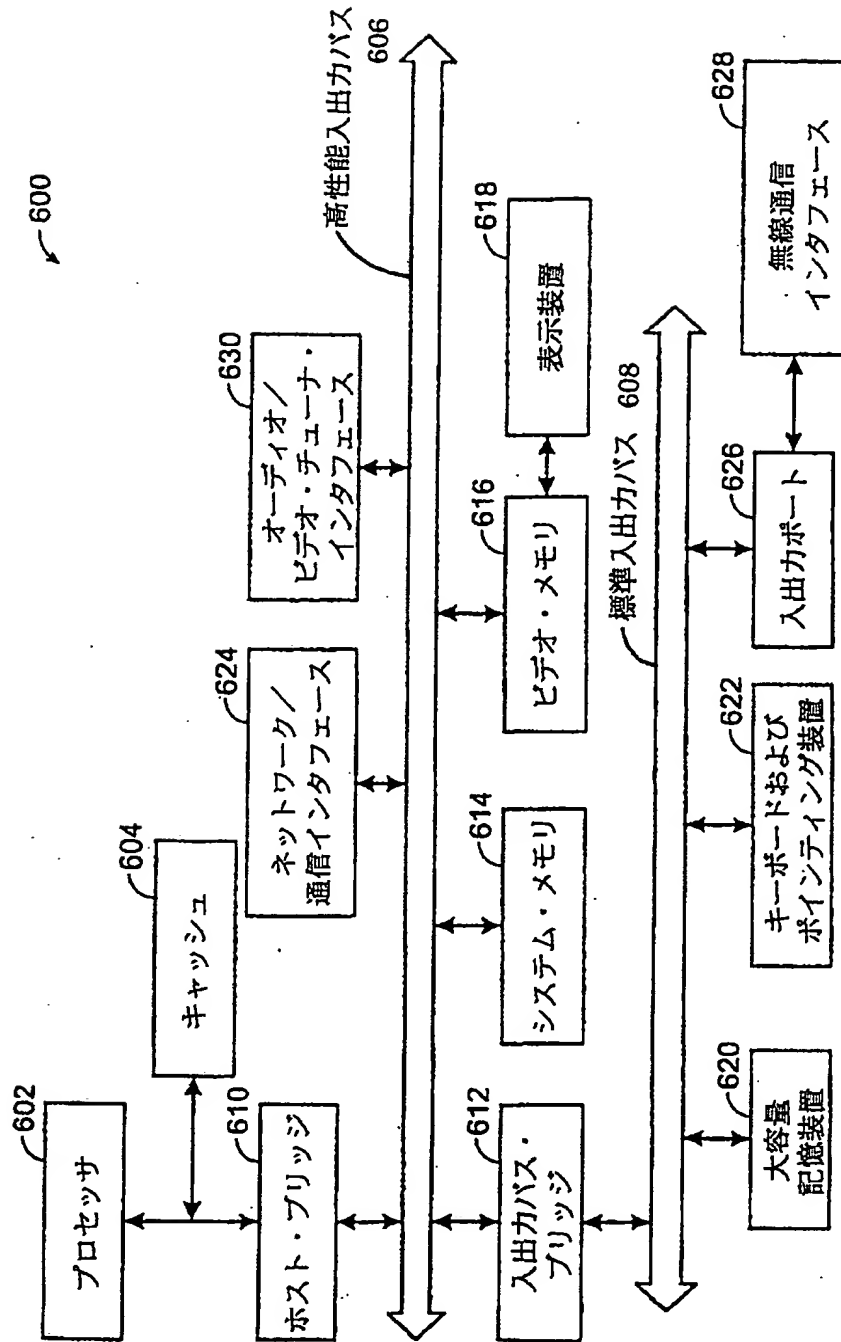 600
602
プロセッサ
604
キャッシュ
610
ホスト・ブリッジ
624
ネットワーク/
通信インタフェース
630
オーディオ/
ビデオ・チューナ・
インタフェース
高性能入出力バス
606
612
入出力バス・
ブリッジ
614
システム・メモリ
616
ビデオ・メモリ
618
表示装置
標準入出力バス 608
620
大容量
記憶装置
622
キーボードおよび
ポインティング装置
626
入出力ポート
628
無線通信
インタフェース